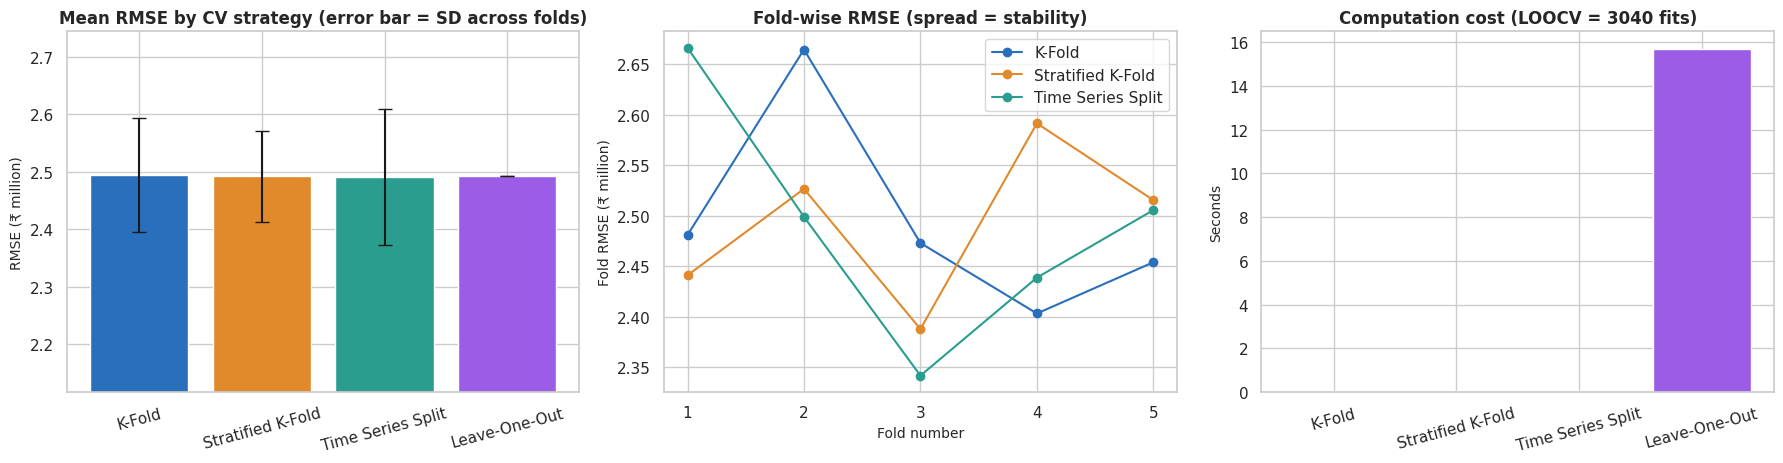 Mean RMSE by CV strategy (error bar = SD across folds)
RMSE (₹ million)
2.7
2.6
2.5
2.4
2.3
2.2
K-Fold
Stratified K-Fold
Time Series Split
Leave-One-Out
Fold-wise RMSE (spread = stability)
Fold RMSE (₹ million)
2.65
2.60
2.55
2.50
2.45
2.40
2.35
K-Fold
Stratified K-Fold
Time Series Split
1
2
3
4
5
Fold number
Computation cost (LOOCV = 3040 fits)
Seconds
16
14
12
10
8
6
4
2
0
K-Fold
Stratified K-Fold
Time Series Split
Leave-One-Out